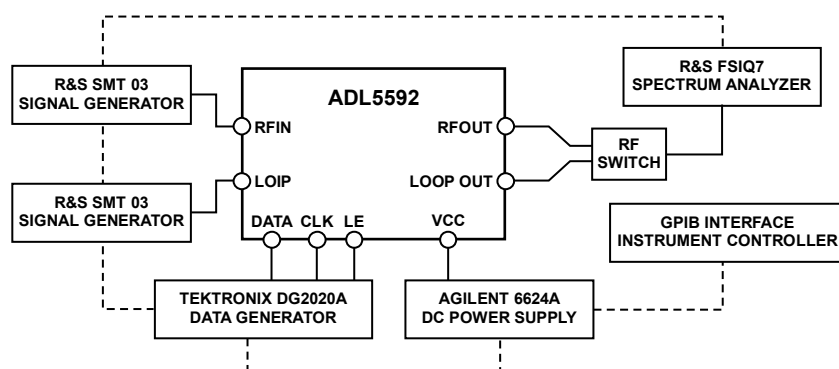 R&S SMT 03
SIGNAL GENERATOR
R&S FSIQ7
SPECTRUM ANALYZER
ADL5592
RFIN
RFOUT
RF
SWITCH
LOIP
LOOP OUT
R&S SMT 03
SIGNAL GENERATOR
DATA CLK LE
VCC
GPIB INTERFACE
INSTRUMENT CONTROLLER
TEKTRONIX DG2020A
DATA GENERATOR
AGILENT 6624A
DC POWER SUPPLY